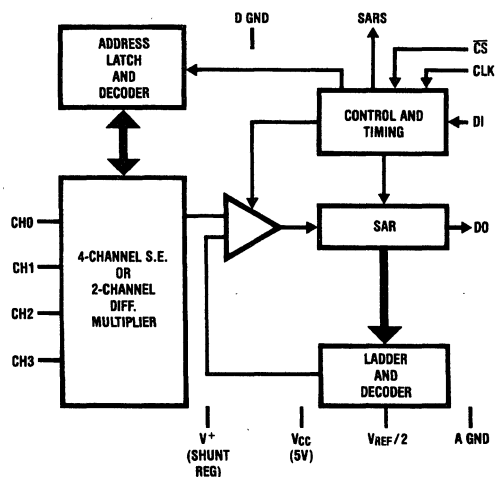 D GND
SARS
ADDRESS
LATCH
AND
DECODER
CS
CLK
CONTROL AND
TIMING
DI
CH0
CH1
CH2
CH3
4-CHANNEL S.E.
OR
2-CHANNEL
DIFF.
MULTIPLIER
SAR
DO
LADDER
AND
DECODER
V+
(SHUNT
REG)
VCC
(5V)
VREF/2
A GND